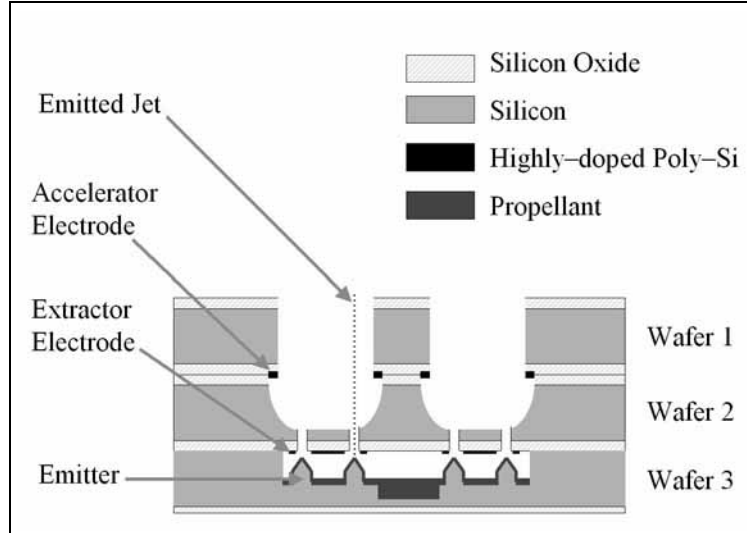 Silicon Oxide
Silicon
Highly–doped Poly–Si
Propellant
Emitted Jet
Accelerator
Electrode
Extractor
Electrode
Emitter
Wafer 1
Wafer 2
Wafer 3